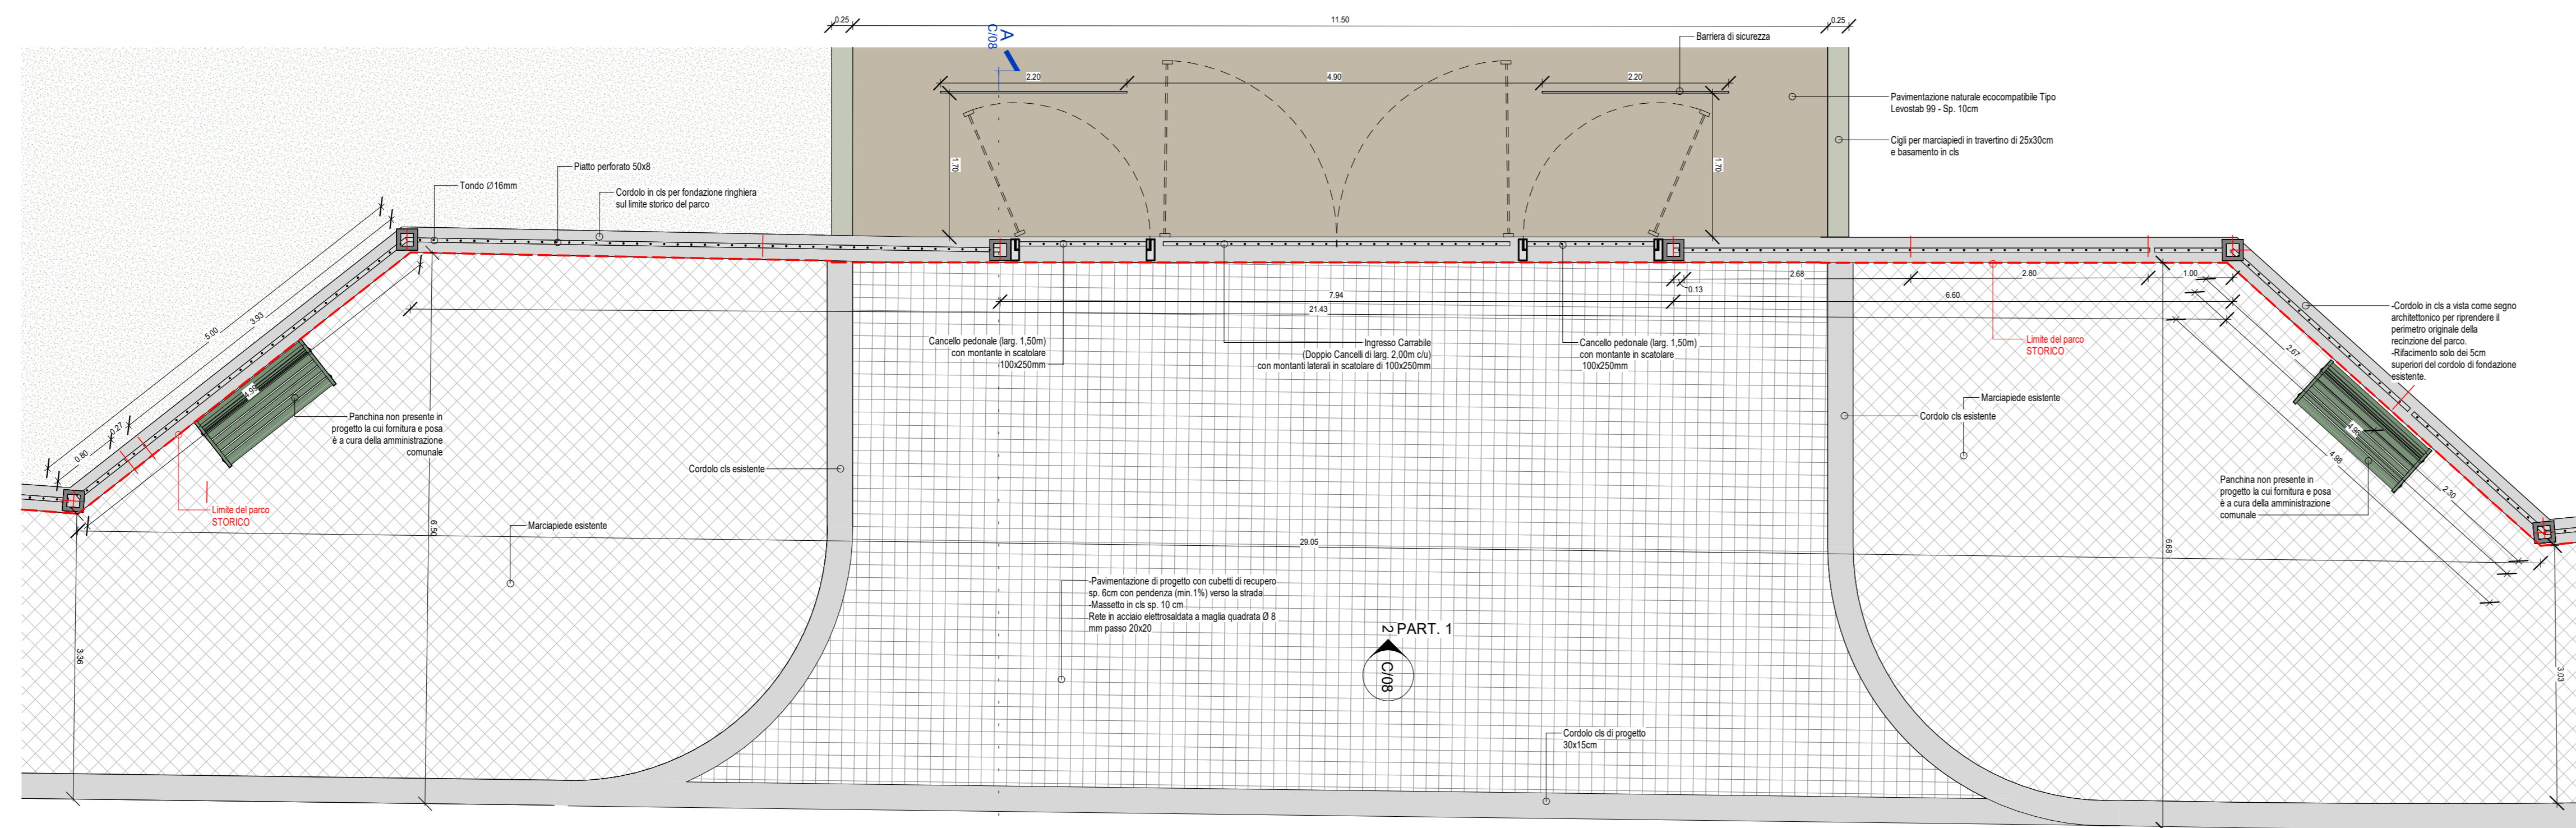 0.25
11.50
0.25
A
C/08
Barriera di sicurezza
2.20
4.90
2.20
Pavimentazione naturale ecocompatibile Tipo
Levostab 99 - Sp. 10cm
Cigli per marciapiedi in travertino di 25x30cm
e basamento in cls
1.70
1.70
Piatto perforato 50x8
Tondo Ø16mm
Cordolo in cls per fondazione ringhiera
sul limite storico del parco
5.00
3.93
2.68
2.80
1.00
0.13
7.94
6.60
21.43
-Cordolo in cls a vista come segno
architettonico per riprendere il
perimetro originale della
recinzione del parco.
-Rifacimento solo dei 5cm
superiori del cordolo di fondazione
esistente.
Cancello pedonale (larg. 1,50m)
con montante in scatolare
100x250mm
Ingresso Carrabile
(Doppio Cancelli di larg. 2,00m c/u)
con montanti laterali in scatolare di 100x250mm
Cancello pedonale (larg. 1,50m)
con montante in scatolare
100x250mm
Limite del parco
STORICO
2.67
4.99
Marciapiede esistente
Cordolo cls esistente
Panchina non presente in
progetto la cui fornitura e posa
è a cura della amministrazione
comunale
0.27
0.80
4.96
4.98
2.30
Cordolo cls esistente
Panchina non presente in
progetto la cui fornitura e posa
è a cura della amministrazione
comunale
Limite del parco
STORICO
6.50
Marciapiede esistente
29.05
6.68
-Pavimentazione di progetto con cubetti di recupero
sp. 6cm con pendenza (min.1%) verso la strada
-Massetto in cls sp. 10 cm
Rete in acciaio elettrosaldata a maglia quadrata Ø 8
mm passo 20x20
2 PART. 1
C/08
3.36
3.03
Cordolo cls di progetto
30x15cm